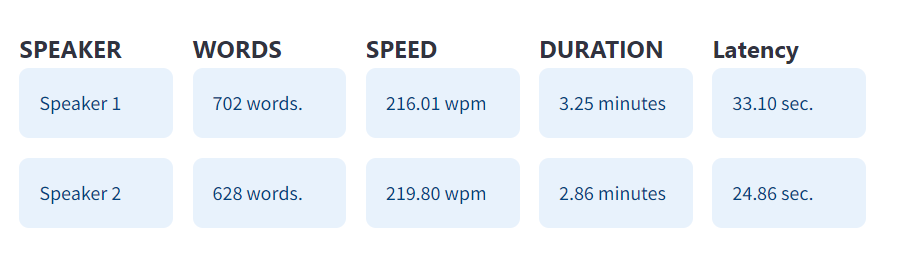 SPEAKER WORDS SPEED DURATION Latency
Speaker 1 702 words. 216.01 wpm 3.25 minutes 33.10 sec.
Speaker 2 628 words. 219.80 wpm 2.86 minutes 24.86 sec.